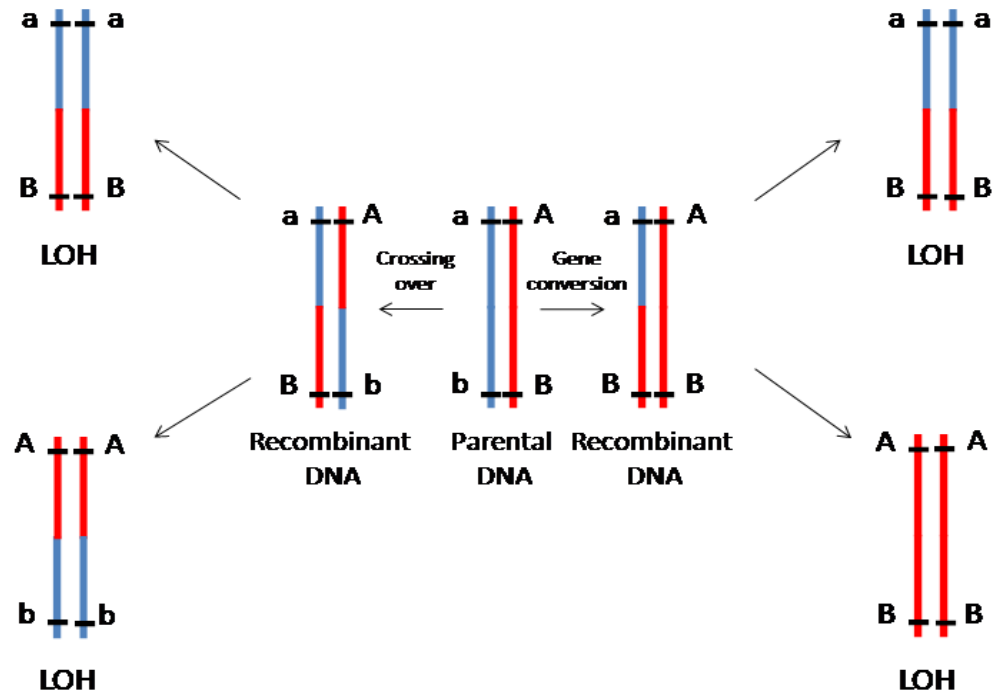 a a
B B
LOH
a a
B B
LOH
a A
Crossing
over
B b
Recombinant
DNA
a A
b B
Parental
DNA
Gene
conversion
a A
B B
Recombinant
DNA
A A
b b
LOH
A A
B B
LOH